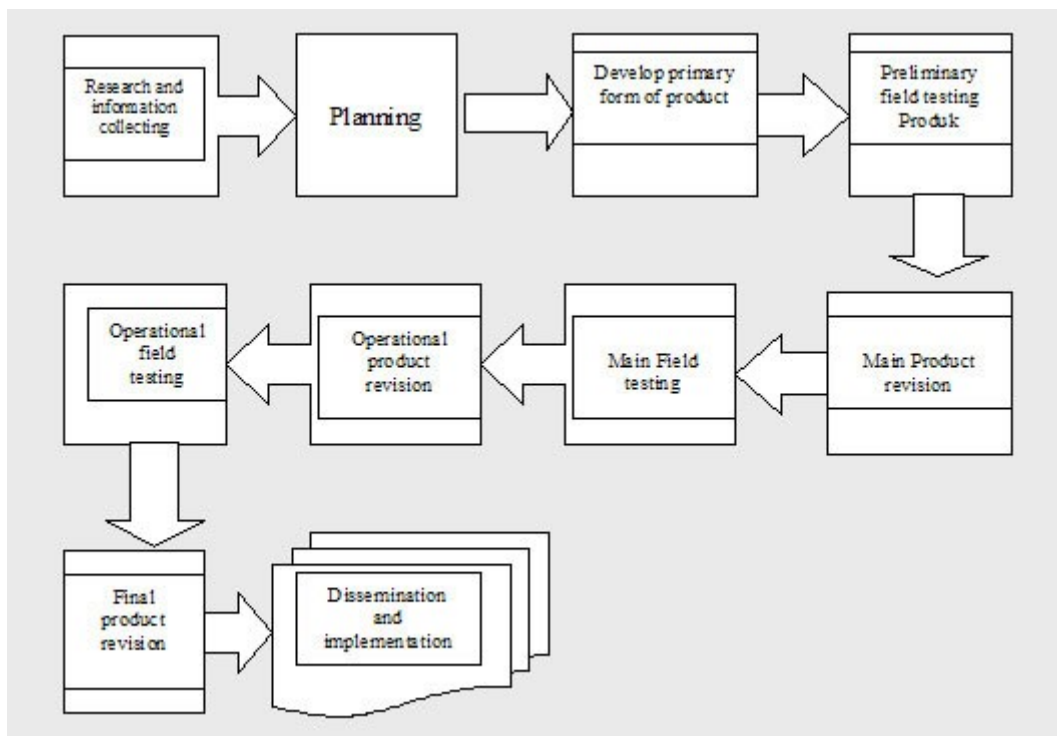 Research and
information
collecting
Planning
Develop primary
form of product
Preliminary
field testing
Produk
Operational
field
testing
Operational
product
revision
Main Field
testing
Main Product
revision
Final
product
revision
Dissemination
and
implementation